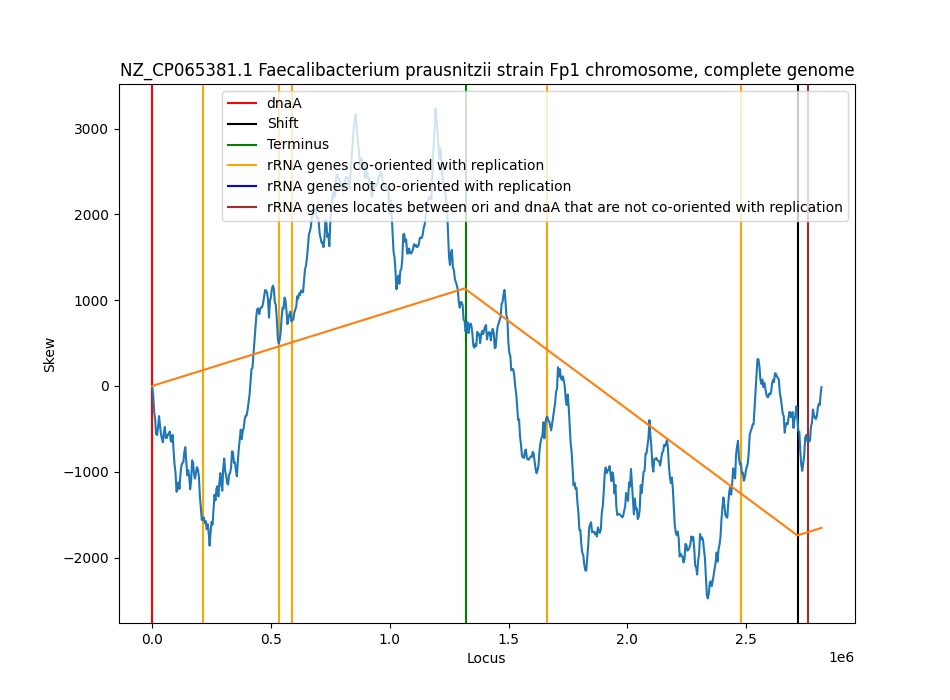 NZ_CP065381.1 Faecalibacterium prausnitzii strain Fp1 chromosome, complete genome
dnaA
Shift
Terminus
rRNA genes co-oriented with replication
rRNA genes not co-oriented with replication
rRNA genes locates between ori and dnaA that are not co-oriented with replication
3000
2000
1000
0
−1000
−2000
Skew
0.0
0.5
1.0
1.5
2.0
2.5
1e6
Locus